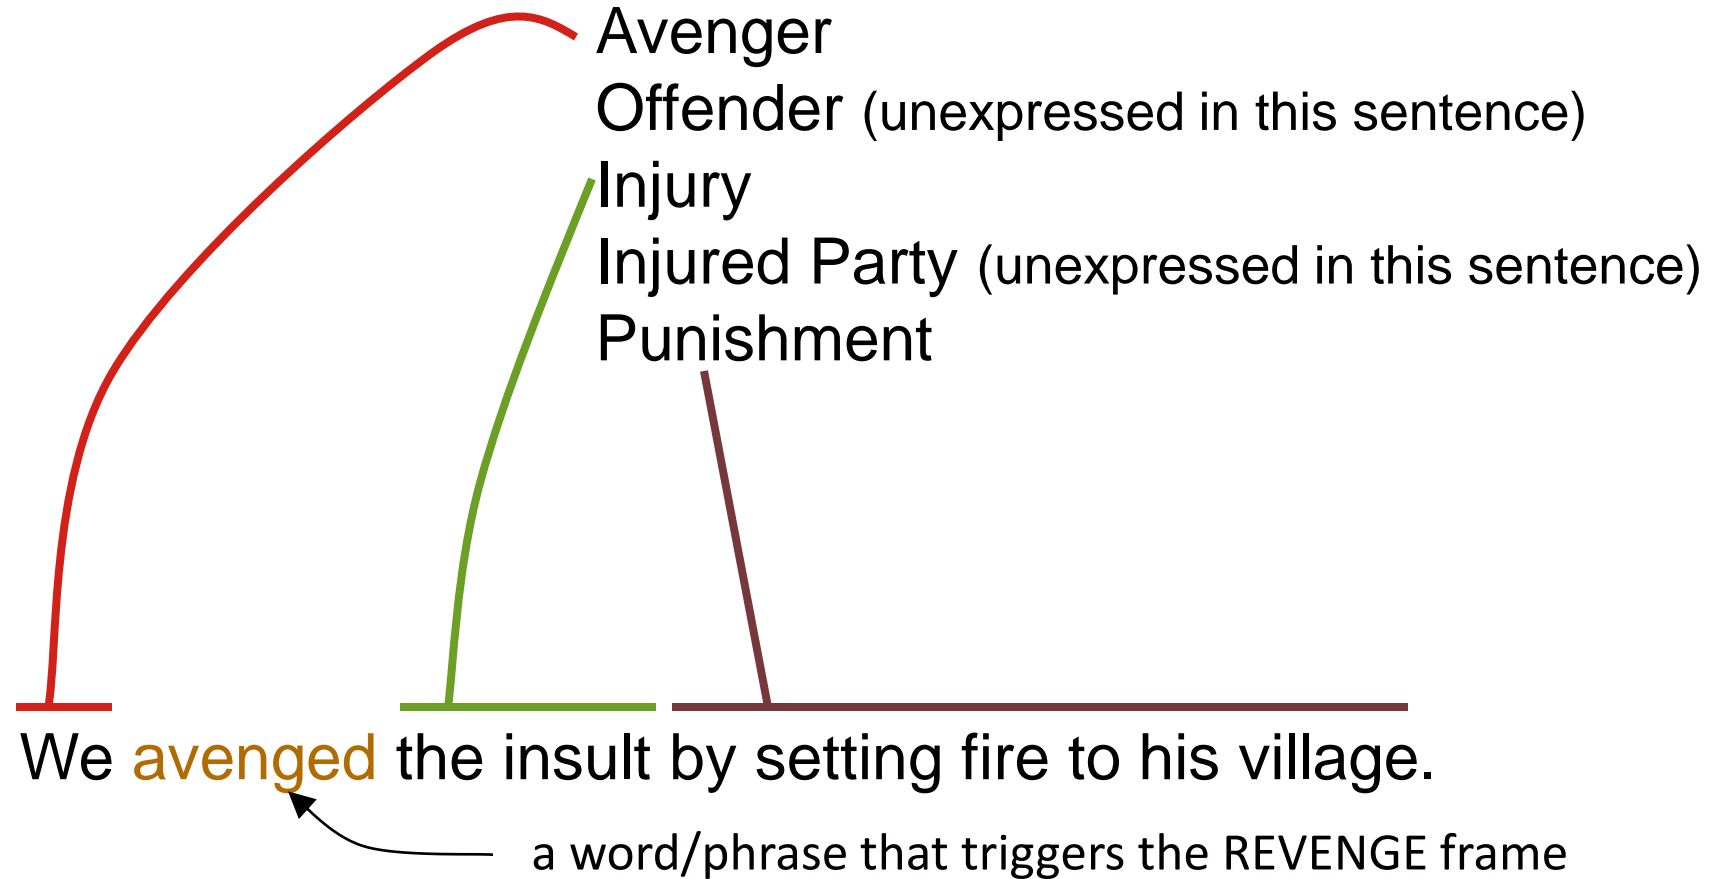 Avenger
Offender (unexpressed in this sentence)
Injury
Injured Party (unexpressed in this sentence)
Punishment
We avenged the insult by setting fire to his village.
a word/phrase that triggers the REVENGE frame